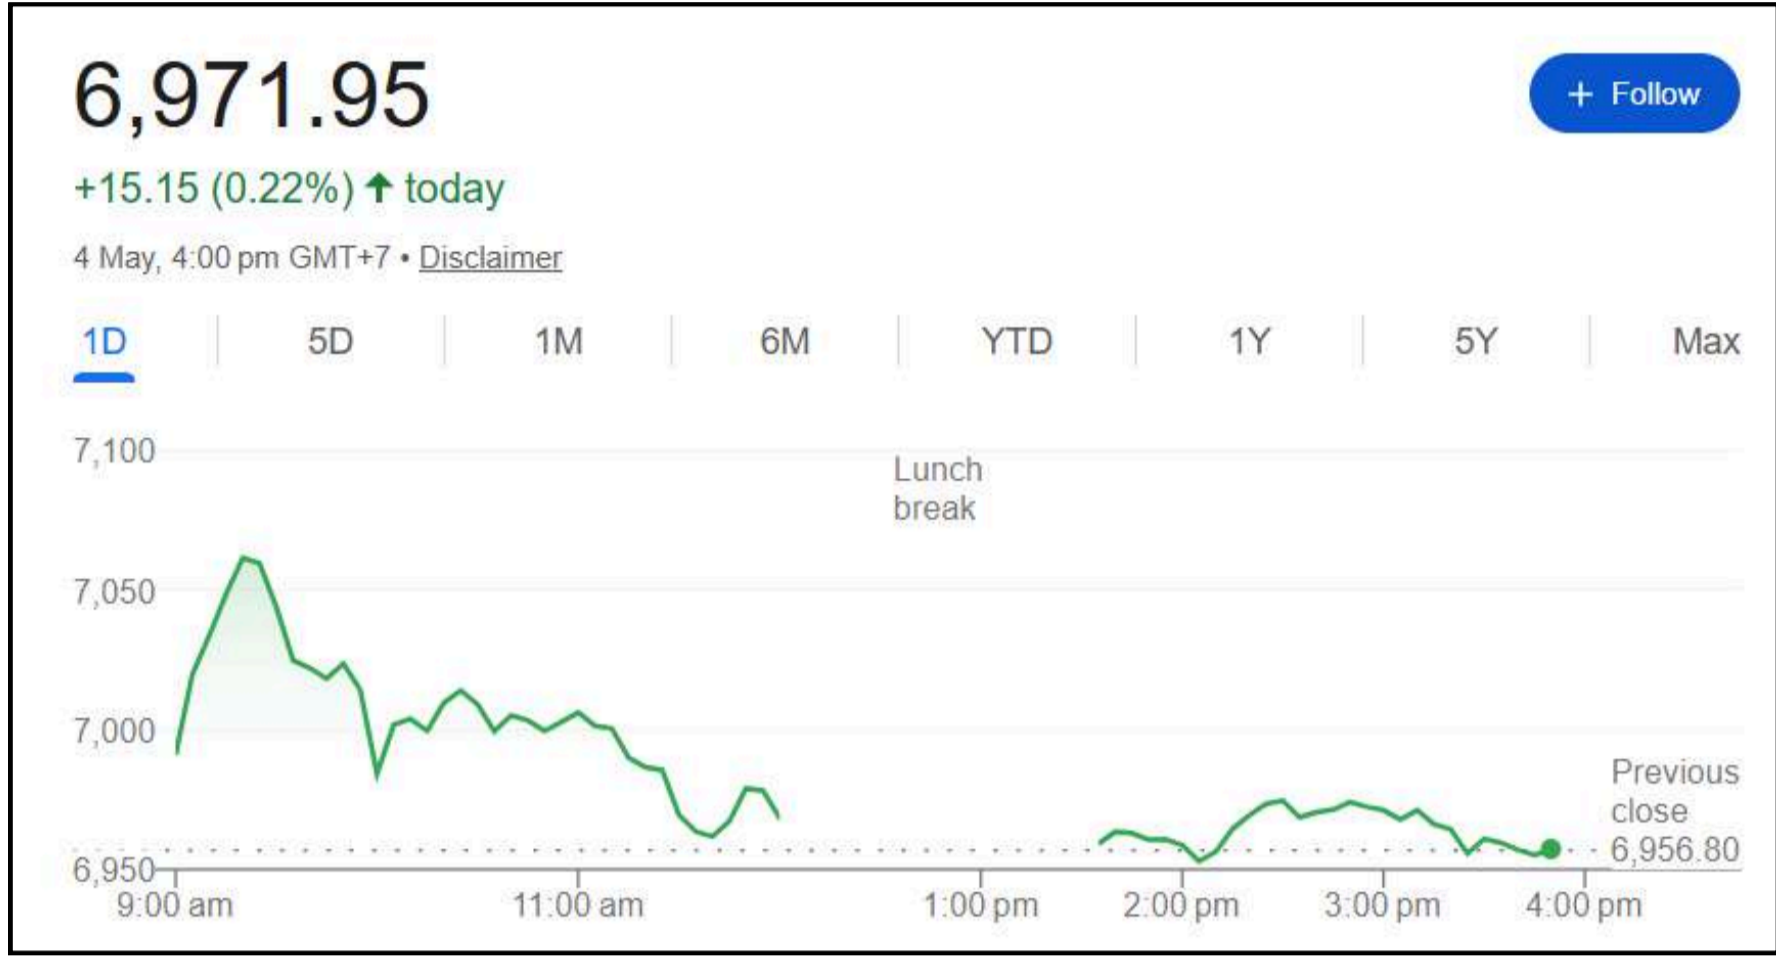 6,971.95
+ Follow
+15.15 (0.22%) ↑ today
4 May, 4:00 pm GMT+7 • Disclaimer
1D 5D 1M 6M YTD 1Y 5Y Max
7,100
Lunch
break
7,050
7,000
Previous
close
6,956.80
6,950
9:00 am 11:00 am 1:00 pm 2:00 pm 3:00 pm 4:00 pm